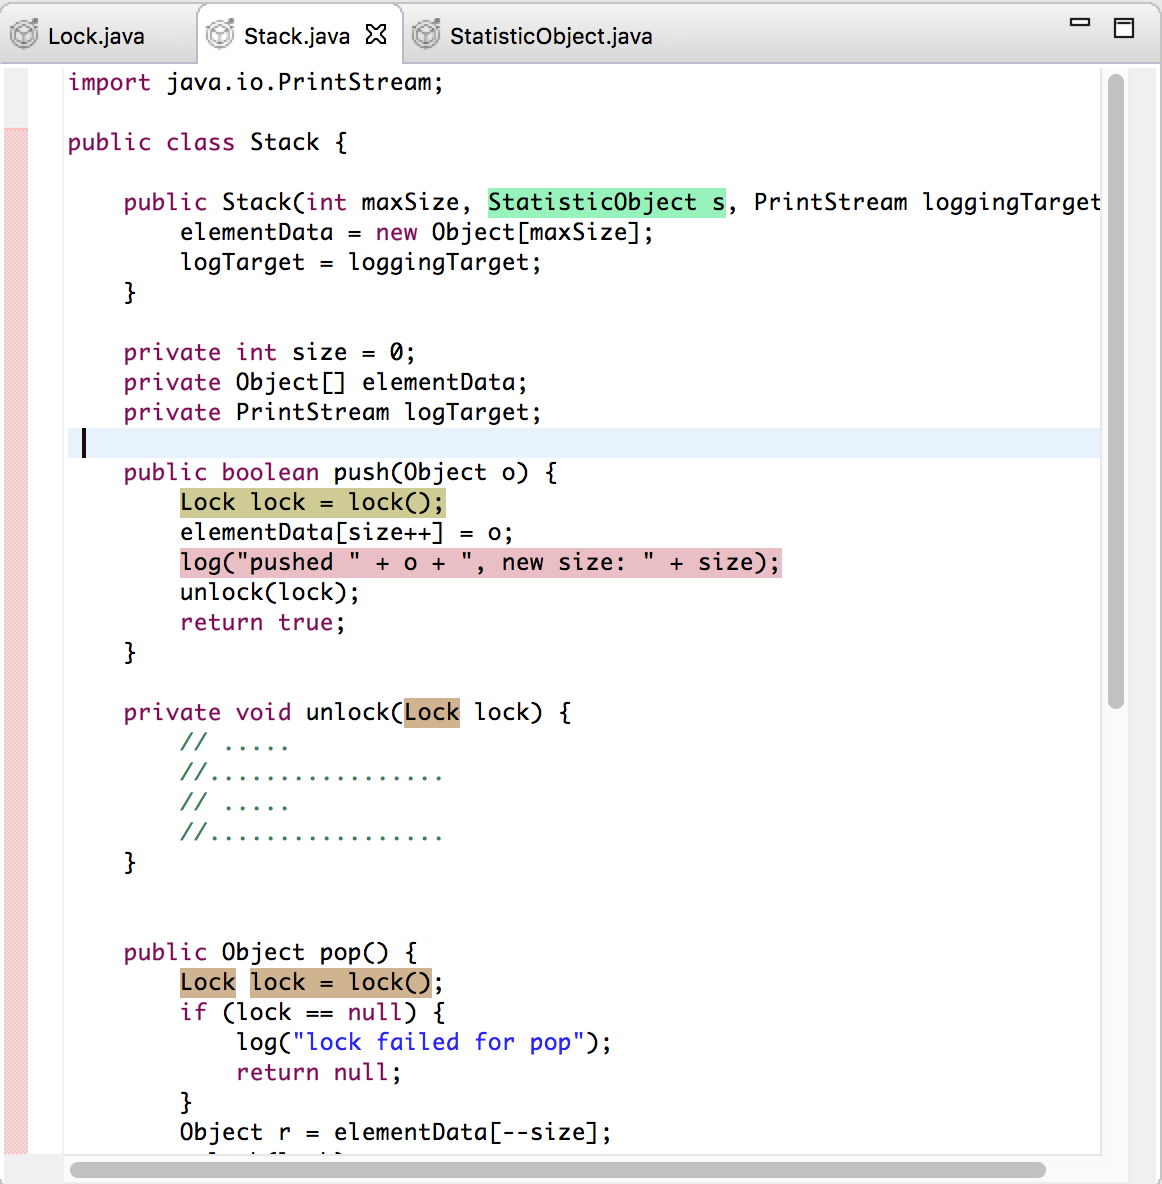 Lock.java Stack.java StatisticObject.java
import java.io.PrintStream;
public class Stack {
public Stack(int maxSize, StatisticObject s, PrintStream loggingTarget
elementData = new Object[maxSize];
logTarget = loggingTarget;
}
private int size = 0;
private Object[] elementData;
private PrintStream logTarget;
public boolean push(Object o) {
Lock lock = lock();
elementData[size++] = o;
log("pushed " + o + ", new size: " + size);
unlock(lock);
return true;
}
private void unlock(Lock lock) {
// .....
//.................
// .....
//.................
}
public Object pop() {
Lock lock = lock();
if (lock == null) {
log("lock failed for pop");
return null;
}
Object r = elementData[--size];